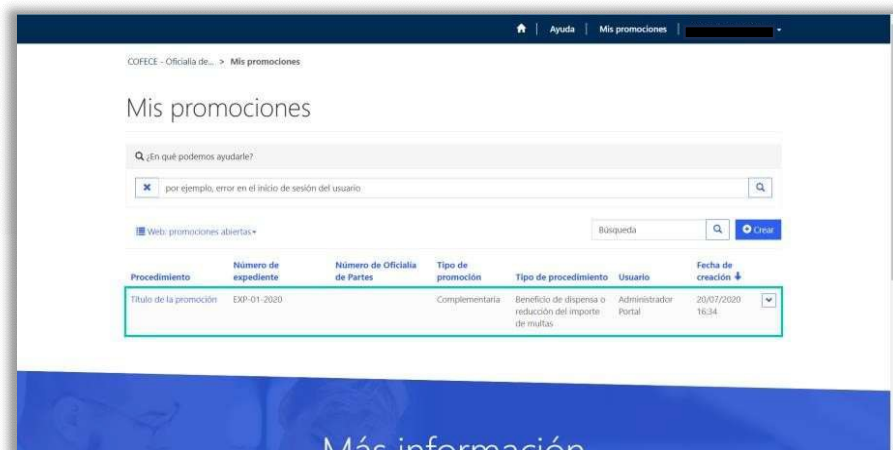 Ayuda | Mis promociones |
COFECE - Oficialía de... > Mis promociones
Mis promociones
¿En qué podemos ayudarle?
por ejemplo, error en el inicio de sesión del usuario
Web: promociones abiertas
Búsqueda
Crear
Procedimiento Número de expediente Número de Oficialía de Partes Tipo de promoción Tipo de procedimiento Usuario Fecha de creación
Título de la promoción EXP-01-2020 Complementaria Beneficio de dispensa o reducción del importe de multas Administrador Portal 20/07/2020 16:34
Más información